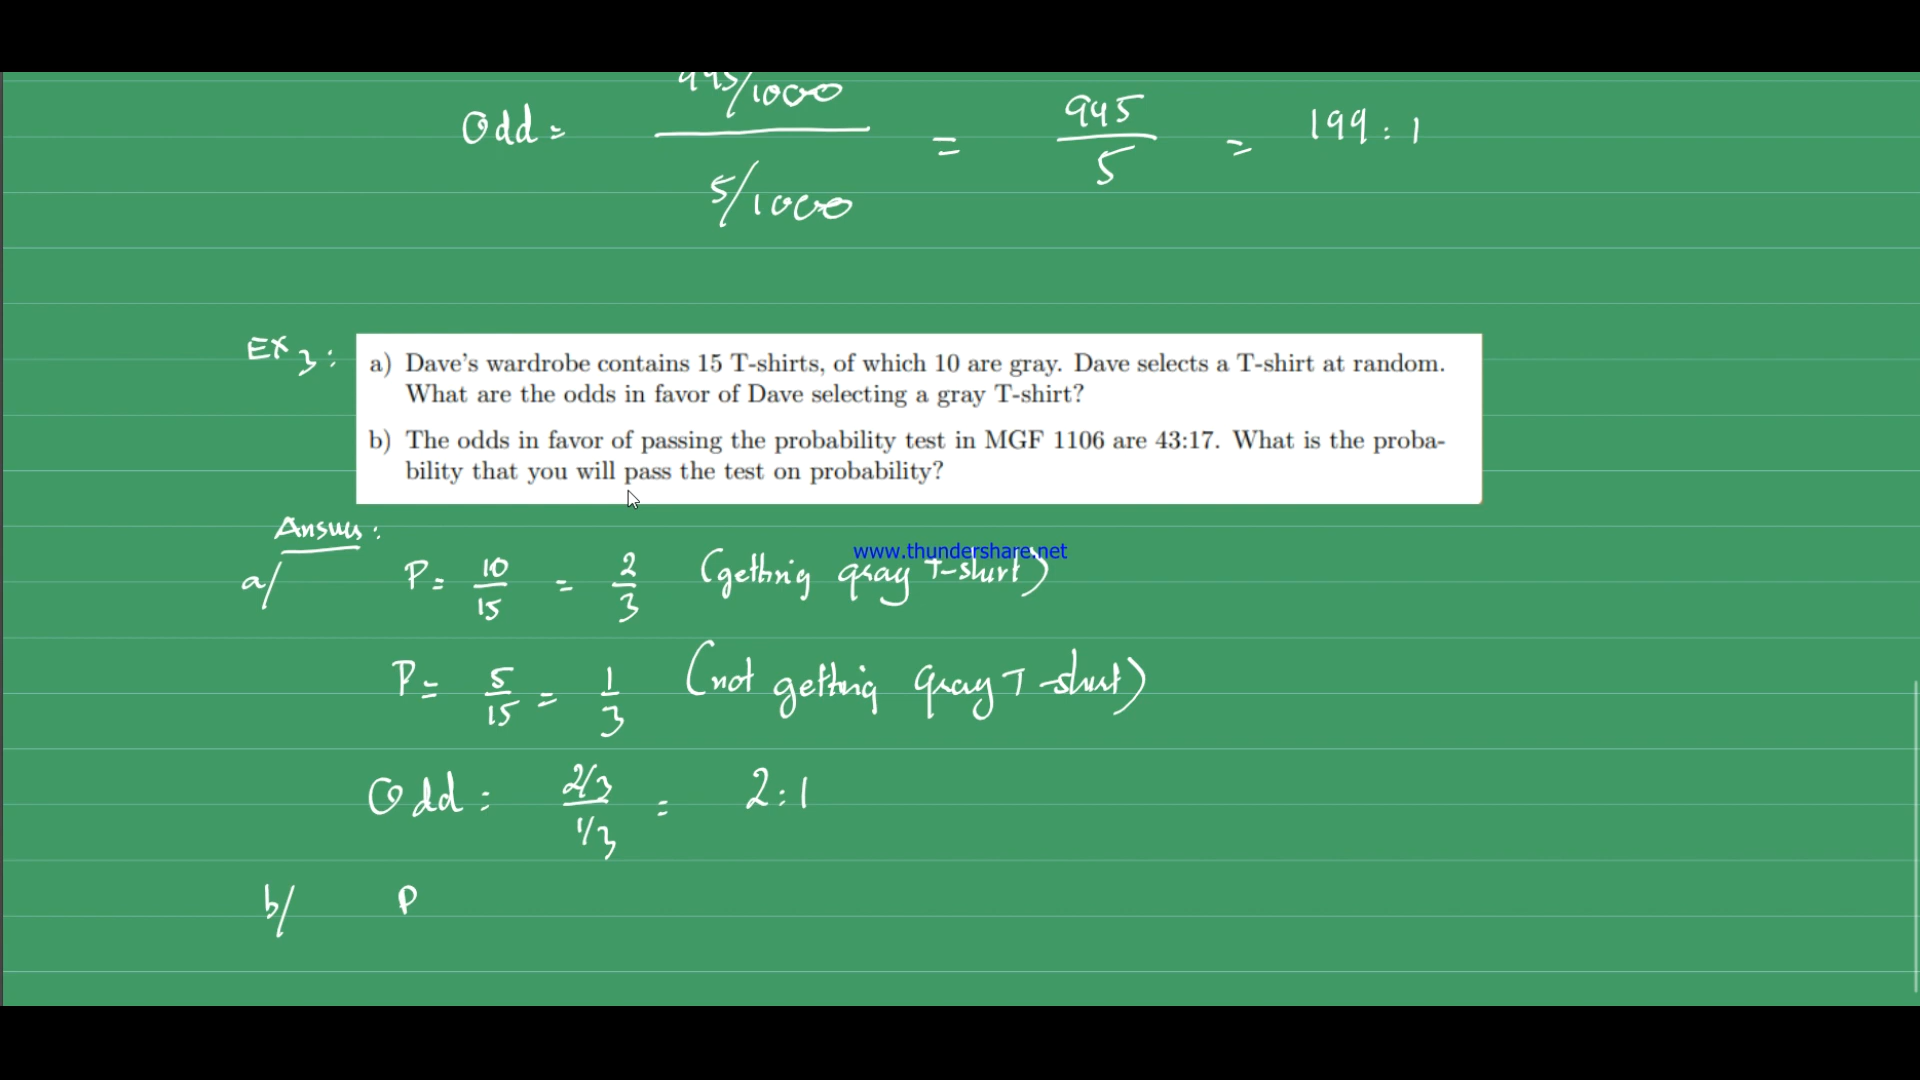 Odd = 995/1000 / 5/1000 = 995/5 = 199 : 1
Ex 3 :
a) Dave's wardrobe contains 15 T-shirts, of which 10 are gray. Dave selects a T-shirt at random.
What are the odds in favor of Dave selecting a gray T-shirt?
b) The odds in favor of passing the probability test in MGF 1106 are 43:17. What is the proba-
bility that you will pass the test on probability?
Answer :
www.thundershare.net
a/ P = 10/15 = 2/3 (getting gray T-shirt)
P = 5/15 = 1/3 (not getting gray T-shirt)
Odd : 2/3 / 1/3 = 2 : 1
b/ P